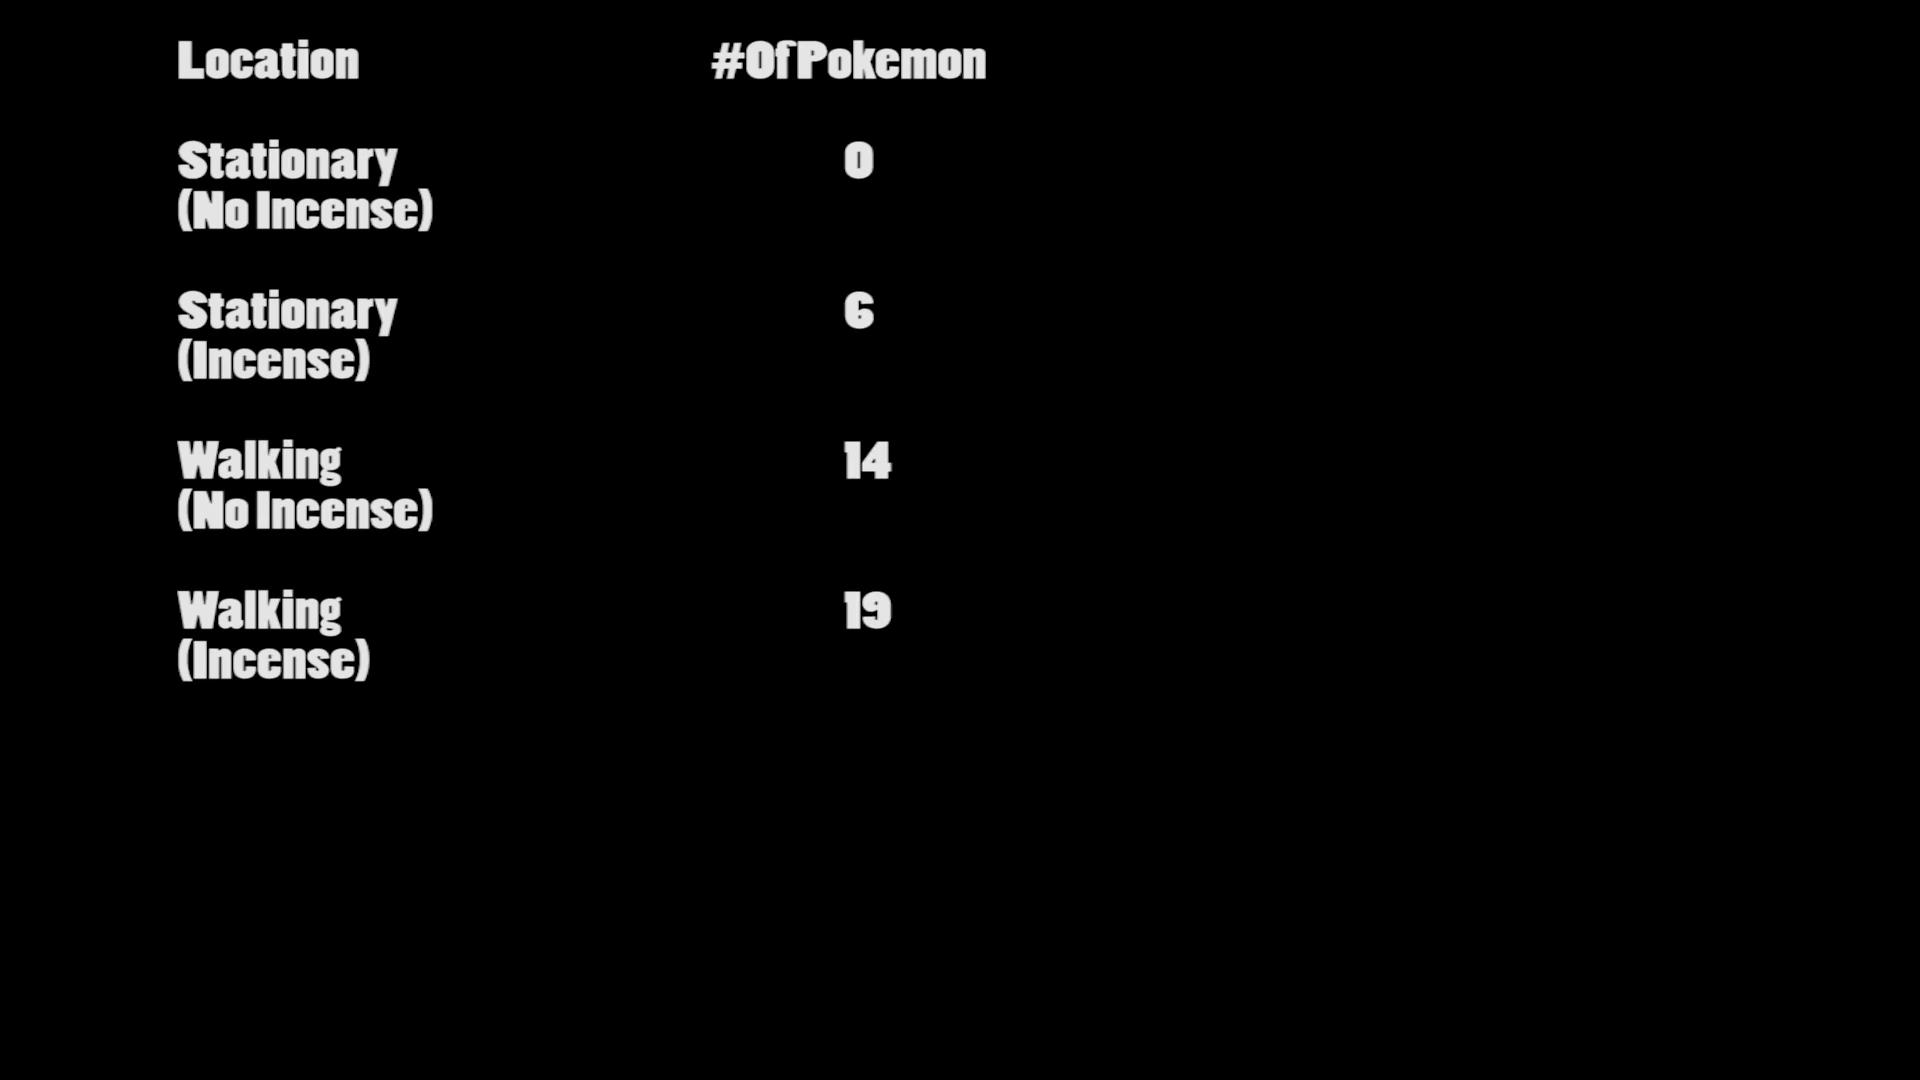 Location #Of Pokemon
Stationary 0
(No Incense)
Stationary 6
(Incense)
Walking 14
(No Incense)
Walking 19
(Incense)